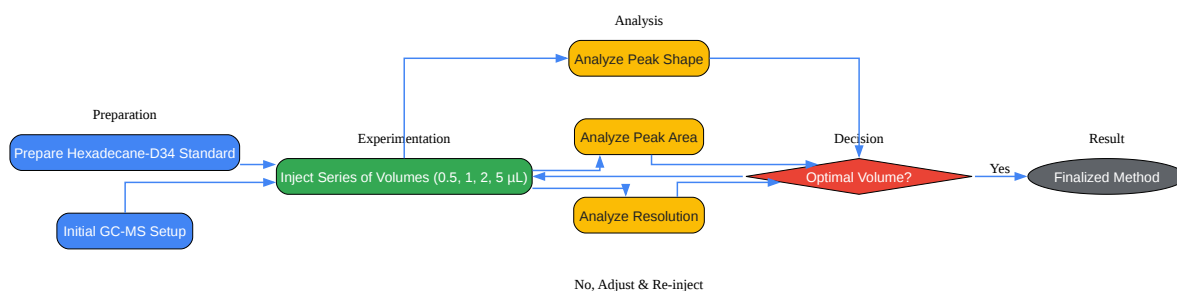 Analysis
Analyze Peak Shape
Preparation
Prepare Hexadecane-D34 Standard
Initial GC-MS Setup
Experimentation
Inject Series of Volumes (0.5, 1, 2, 5 µL)
Analyze Peak Area
Analyze Resolution
Decision
Optimal Volume?
Yes
Result
Finalized Method
No, Adjust & Re-inject